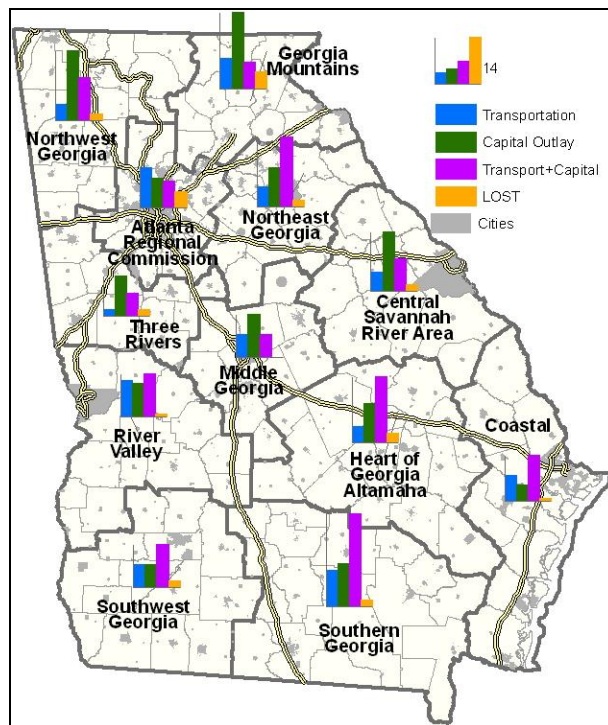 Georgia
Mountains
14
Transportation
Capital Outlay
Transport+Capital
LOST
Cities
Northwest
Georgia
Northeast
Georgia
Atlanta
Regional
Commission
Central
Savannah
River Area
Three
Rivers
Middle
Georgia
River
Valley
Heart of
Georgia
Altamaha
Coastal
Southwest
Georgia
Southern
Georgia